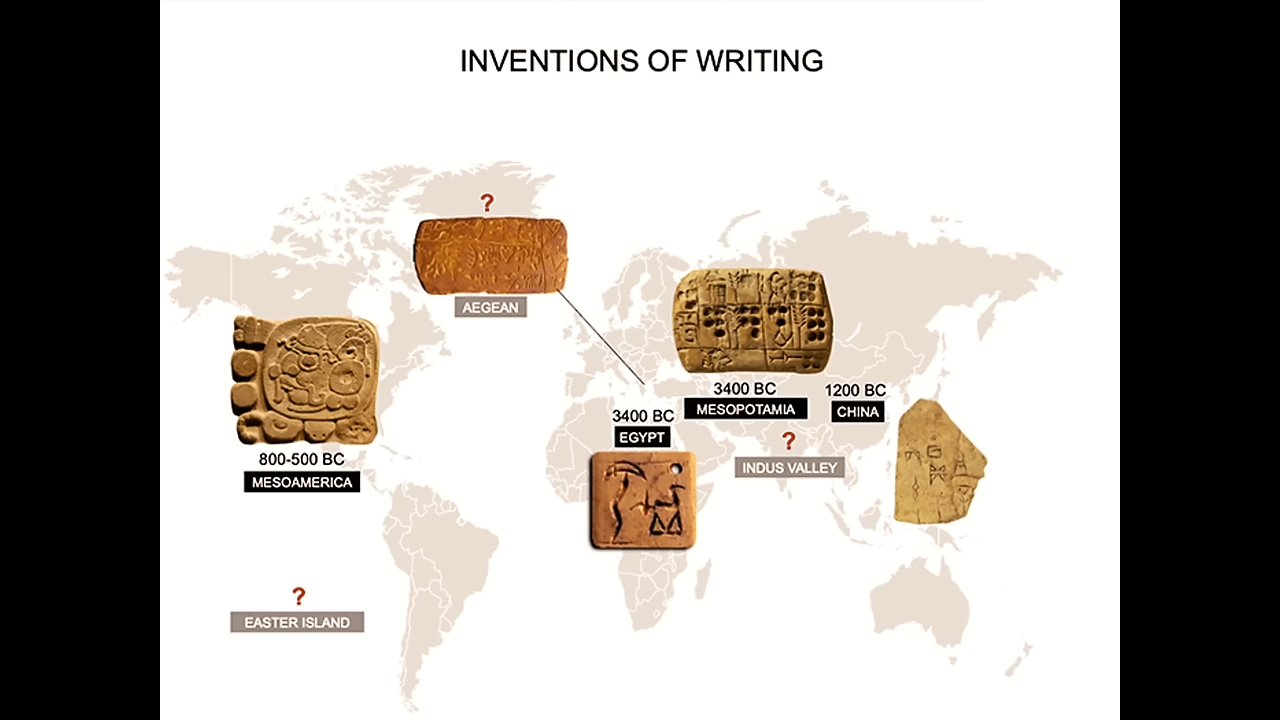 INVENTIONS OF WRITING
?
AEGEAN
3400 BC
MESOPOTAMIA
1200 BC
CHINA
3400 BC
EGYPT
?
INDUS VALLEY
800-500 BC
MESOAMERICA
?
EASTER ISLAND